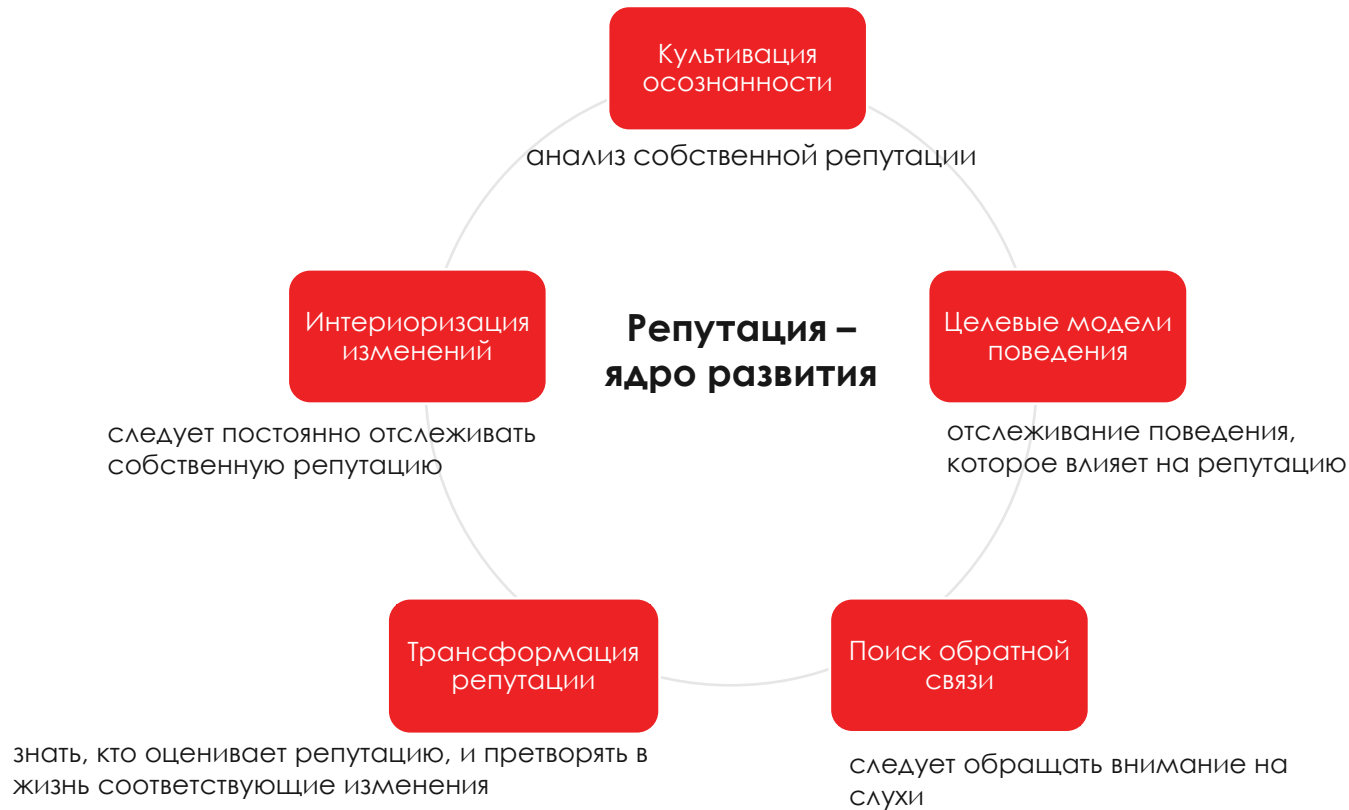 Культивация
осознанности
анализ собственной репутации
Интериоризация
изменений
следует постоянно отслеживать
собственную репутацию
Репутация –
ядро развития
Целевые модели
поведения
отслеживание поведения,
которое влияет на репутацию
Трансформация
репутации
знать, кто оценивает репутацию, и претворять в
жизнь соответствующие изменения
Поиск обратной
связи
следует обращать внимание на
слухи